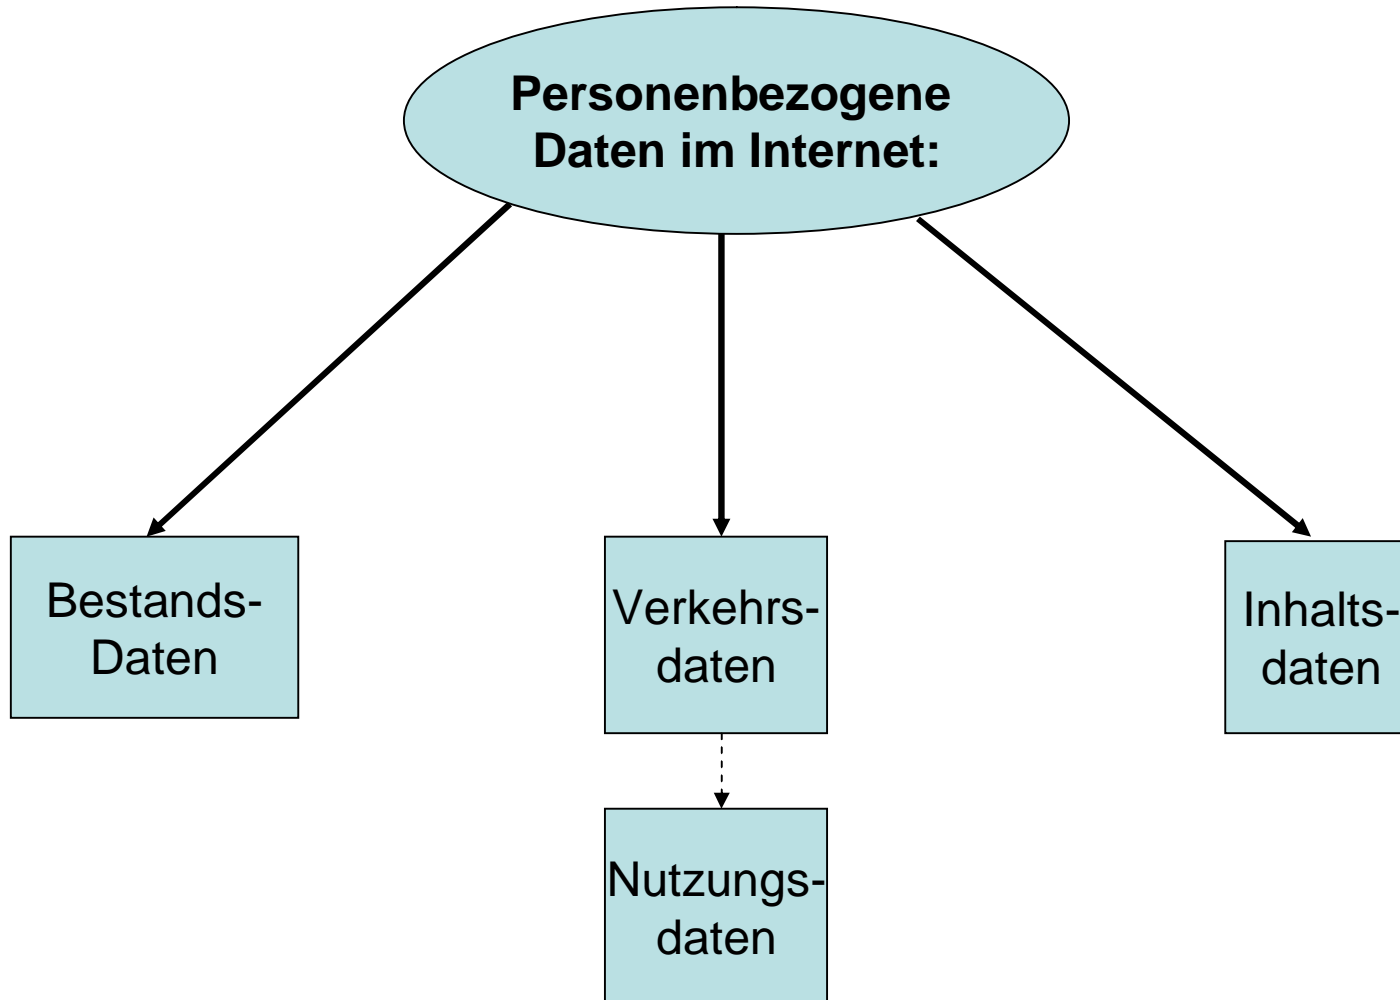 Personenbezogene
Daten im Internet:
Bestands-
Daten
Verkehrs-
daten
Inhalts-
daten
Nutzungs-
daten